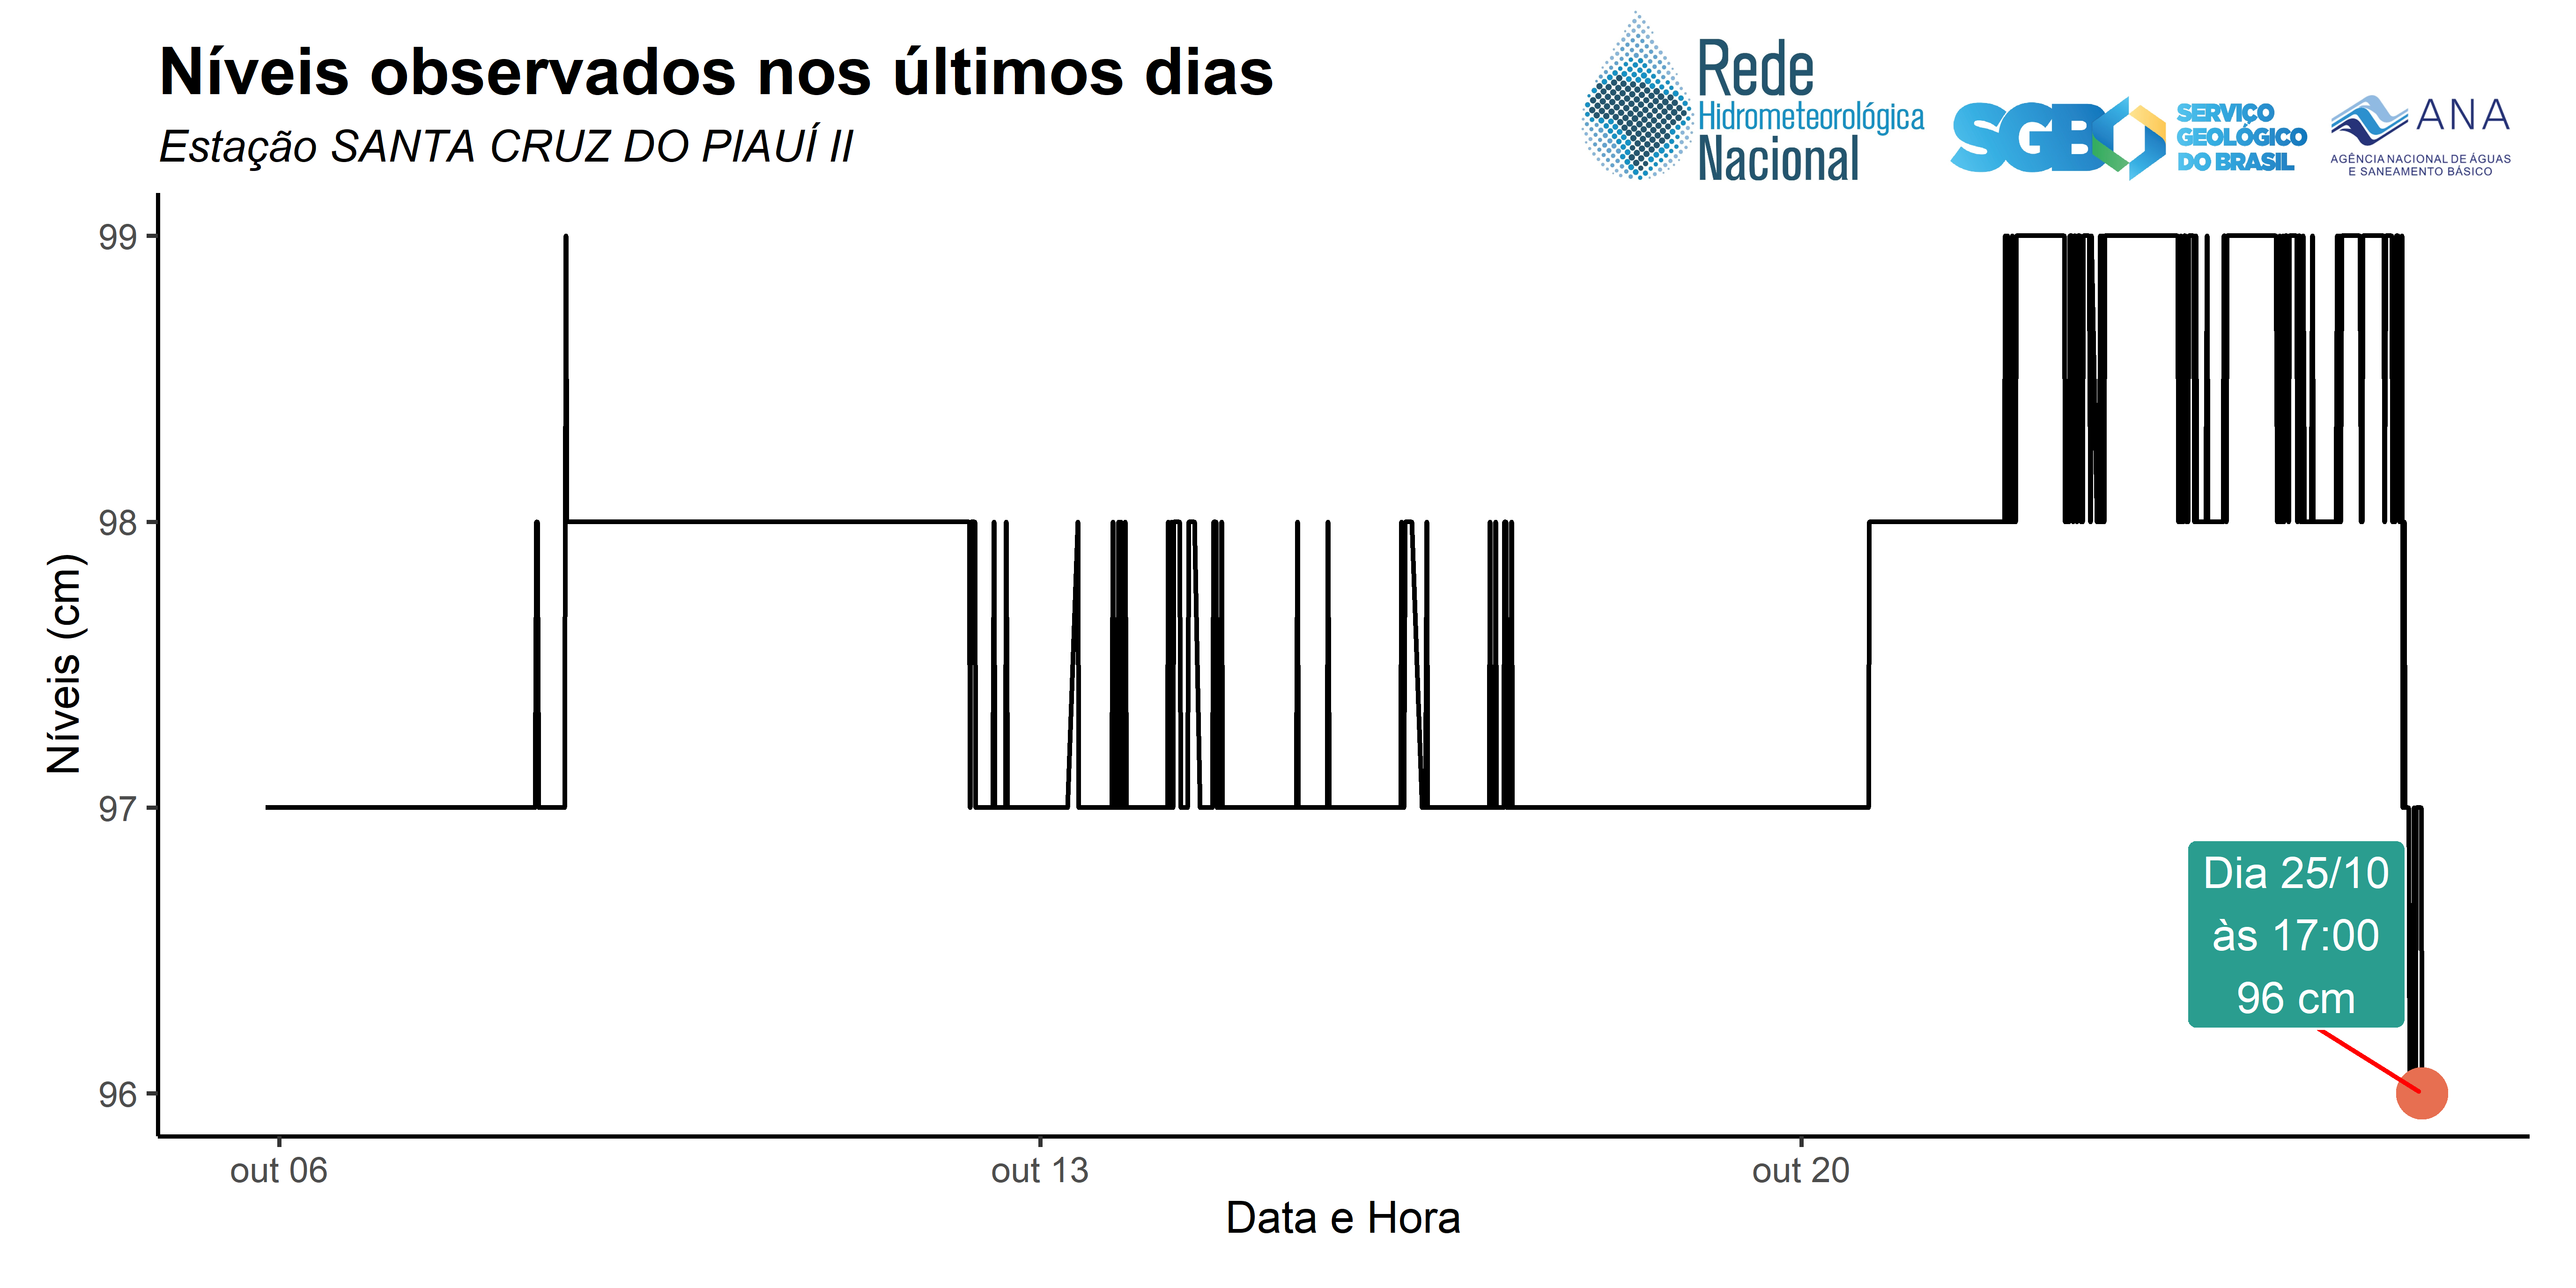 Níveis observados nos últimos dias
Estação SANTA CRUZ DO PIAUÍ II
Rede
Hidrometeorológica
Nacional
SGB
SERVIÇO
GEOLÓGICO
DO BRASIL
ANA
AGÊNCIA NACIONAL DE ÁGUAS
E SANEAMENTO BÁSICO
Níveis (cm)
99
98
97
96
Dia 25/10
às 17:00
96 cm
out 06
out 13
out 20
Data e Hora